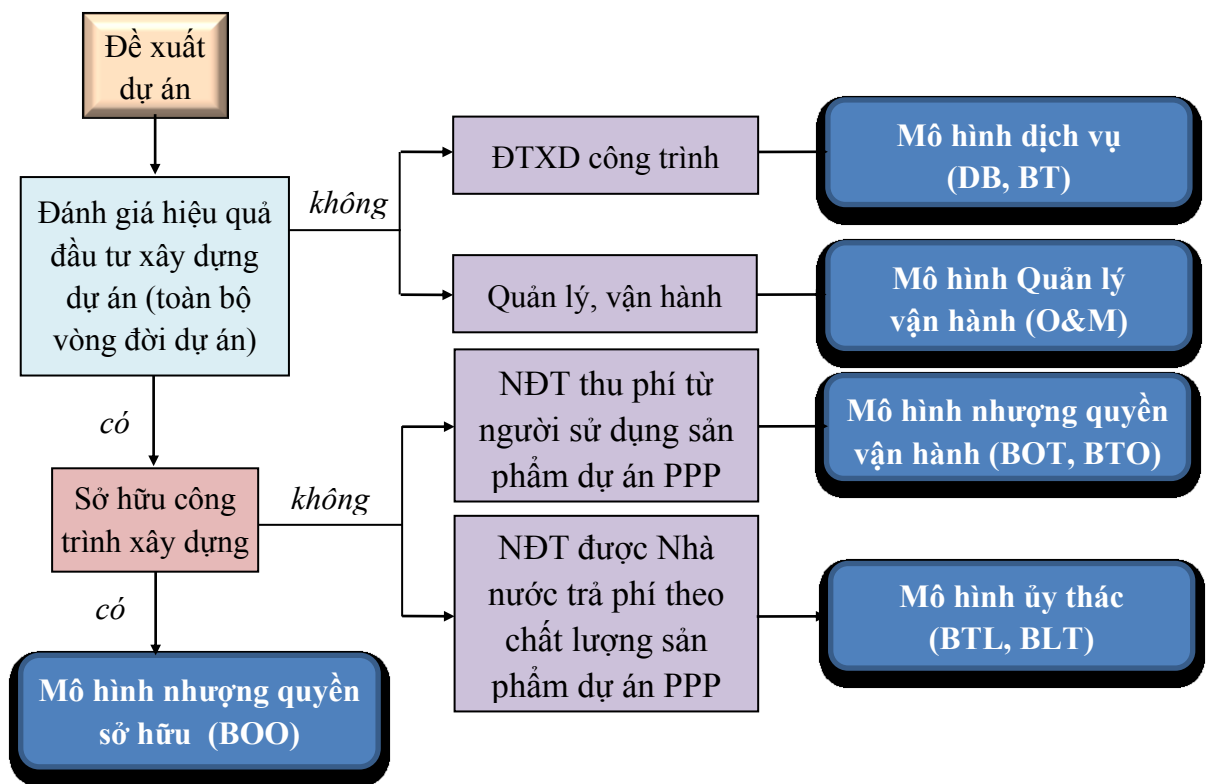 Đề xuất
dự án
Đánh giá hiệu quả
đầu tư xây dựng
dự án (toàn bộ
vòng đời dự án)
không
ĐTXD công trình
Mô hình dịch vụ
(DB, BT)
Quản lý, vận hành
Mô hình Quản lý
vận hành (O&M)
có
Sở hữu công
trình xây dựng
không
NĐT thu phí từ
người sử dụng sản
phẩm dự án PPP
Mô hình nhượng quyền
vận hành (BOT, BTO)
NĐT được Nhà
nước trả phí theo
chất lượng sản
phẩm dự án PPP
Mô hình ủy thác
(BTL, BLT)
có
Mô hình nhượng quyền
sở hữu (BOO)